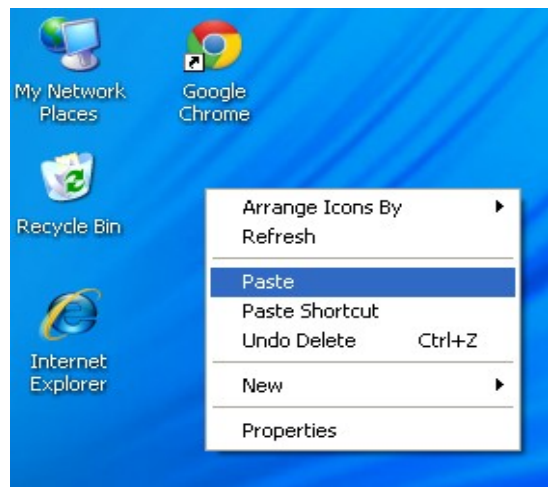 My Network
Places
Google
Chrome
Recycle Bin
Internet
Explorer
Arrange Icons By
Refresh
Paste
Paste Shortcut
Undo Delete Ctrl+Z
New
Properties